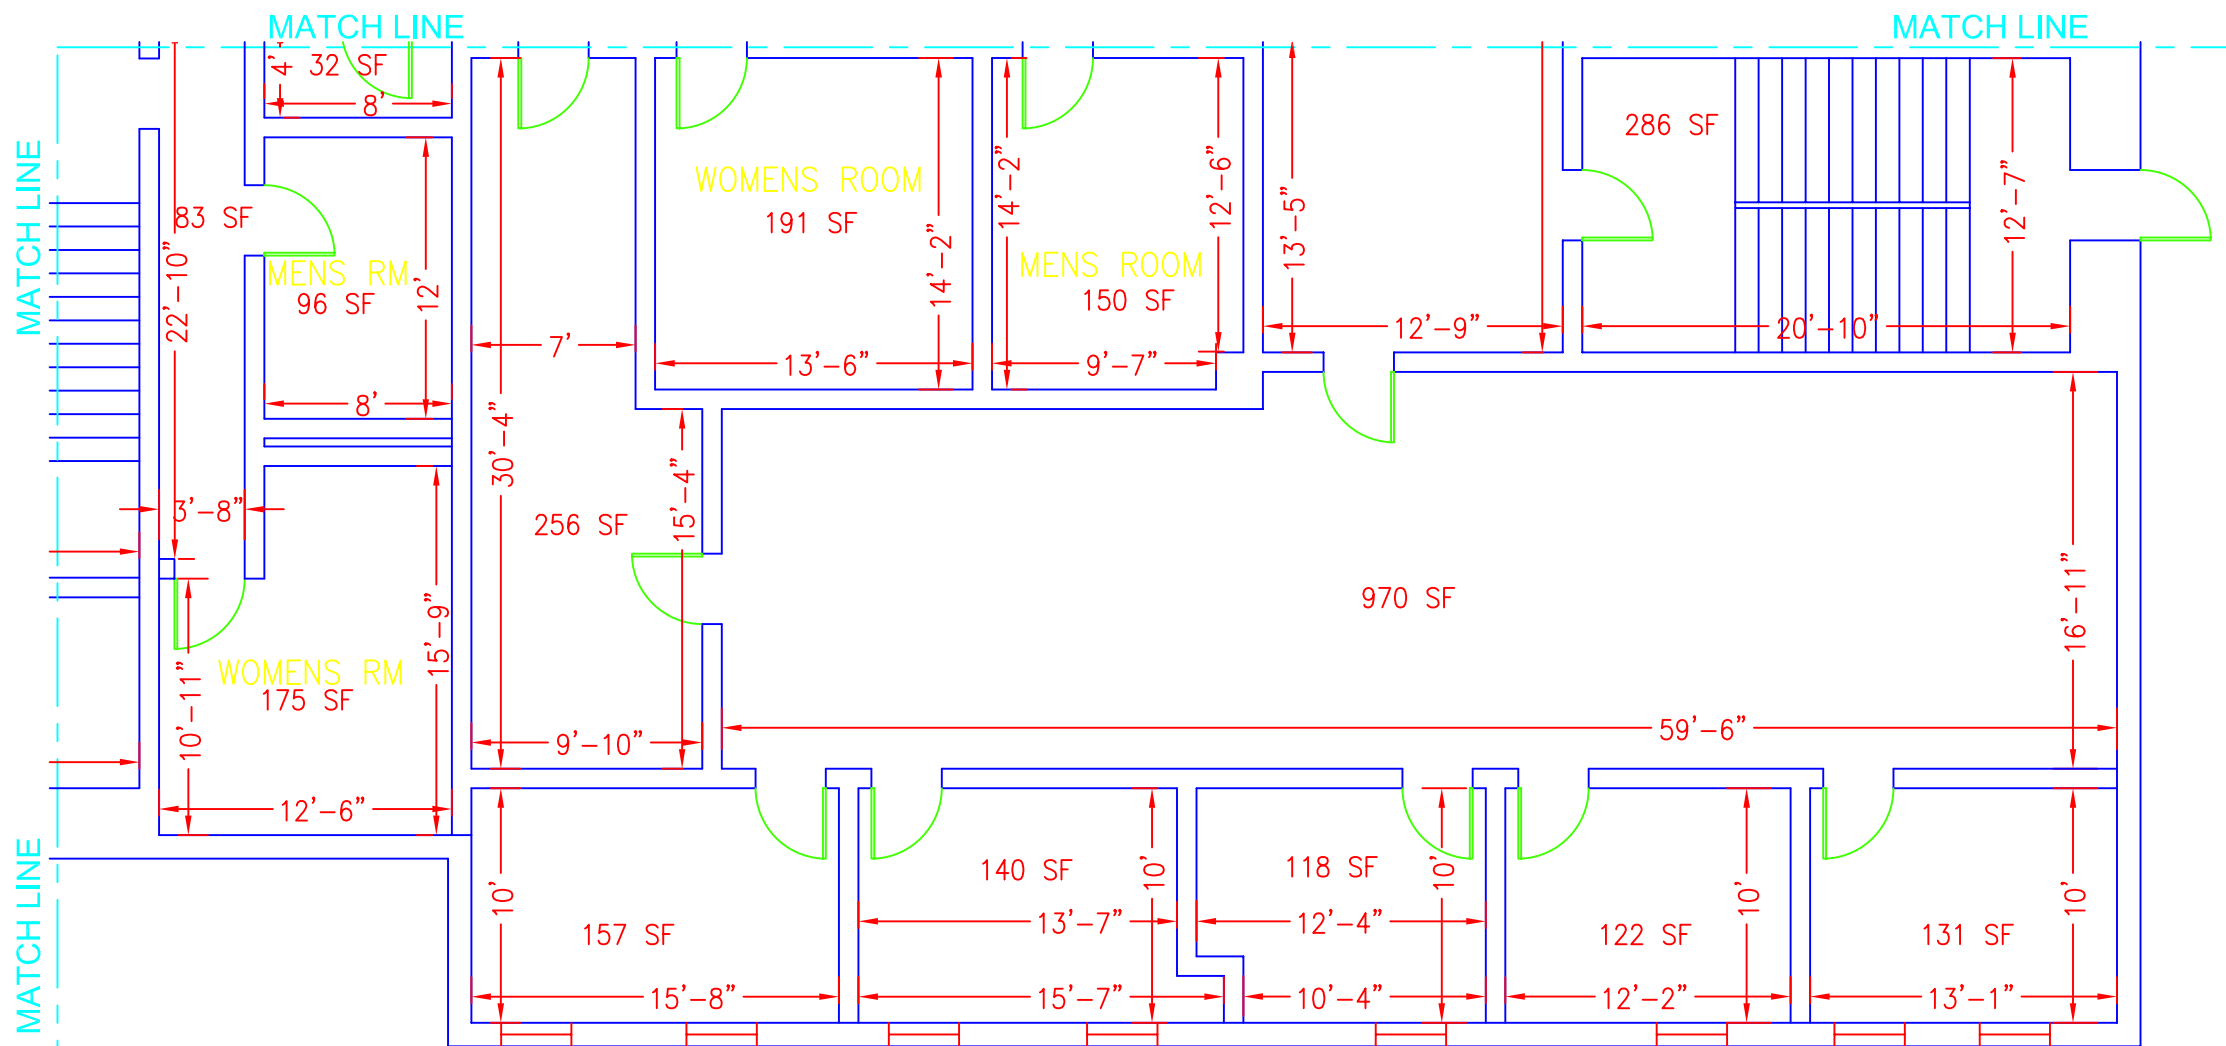 MATCH LINE
MATCH LINE
4'
32 SF
8'
286 SF
MATCH LINE
12'-6"
14'-2"
WOMENS ROOM
191 SF
83 SF
12'-7"
13'-5"
14'-2"
22'-10"
MENS RM
96 SF
12'
MENS ROOM
150 SF
12'-9"
20'-10"
7'
13'-6"
9'-7"
8'
30'-4"
15'-4"
3'-8"
256 SF
970 SF
16'-11"
15'-9"
WOMENS RM
175 SF
10'-11"
59'-6"
9'-10"
12'-6"
MATCH LINE
140 SF
118 SF
10'
10'
10'
10'
10'
13'-7"
12'-4"
157 SF
122 SF
131 SF
15'-8"
15'-7"
10'-4"
12'-2"
13'-1"